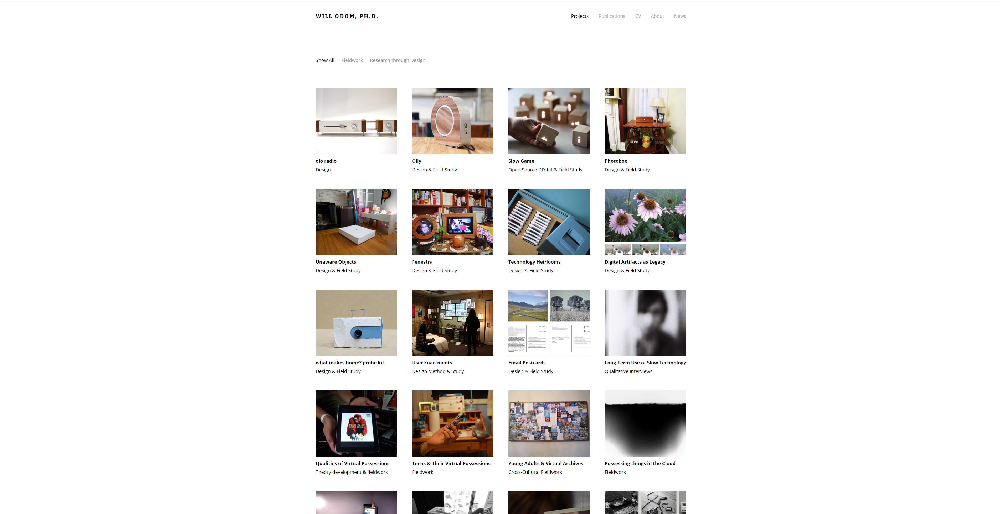 WILL ODOM, PH.D.
Projects Publications CV About News
Show All Fieldwork Research through Design
OLLY
olo radio
Design
Olly
Design & Field Study
Slow Game
Open Source DIY Kit & Field Study
Photobox
Design & Field Study
Unaware Objects
Design & Field Study
Fenestra
Design & Field Study
Technology Heirlooms
Design & Field Study
Digital Artifacts as Legacy
Design & Field Study
what makes home? probe kit
Design & Field Study
User Enactments
Design Method & Study
Email Postcards
Design & Field Study
Long-Term Use of Slow Technology
Qualitative Interviews
N·E·R·D
SEEING SOUNDS
Qualities of Virtual Possessions
Theory development & fieldwork
Teens & Their Virtual Possessions
Fieldwork
Young Adults & Virtual Archives
Cross-Cultural Fieldwork
Possessing things in the Cloud
Fieldwork